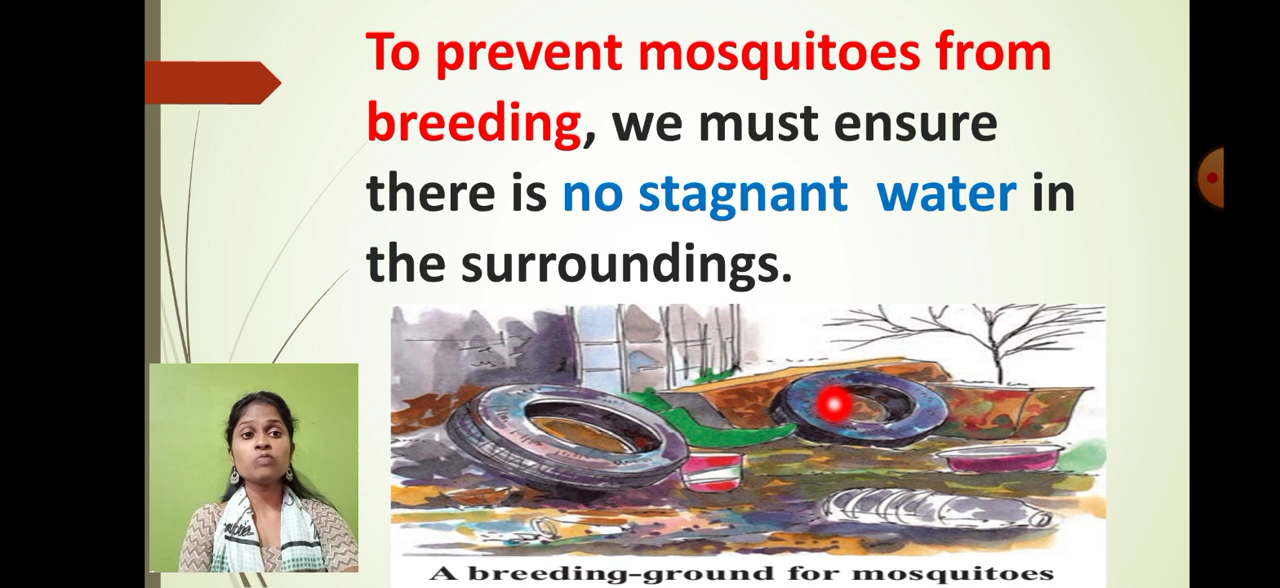 To prevent mosquitoes from
breeding, we must ensure
there is no stagnant water in
the surroundings.
A breeding-ground for mosquitoes